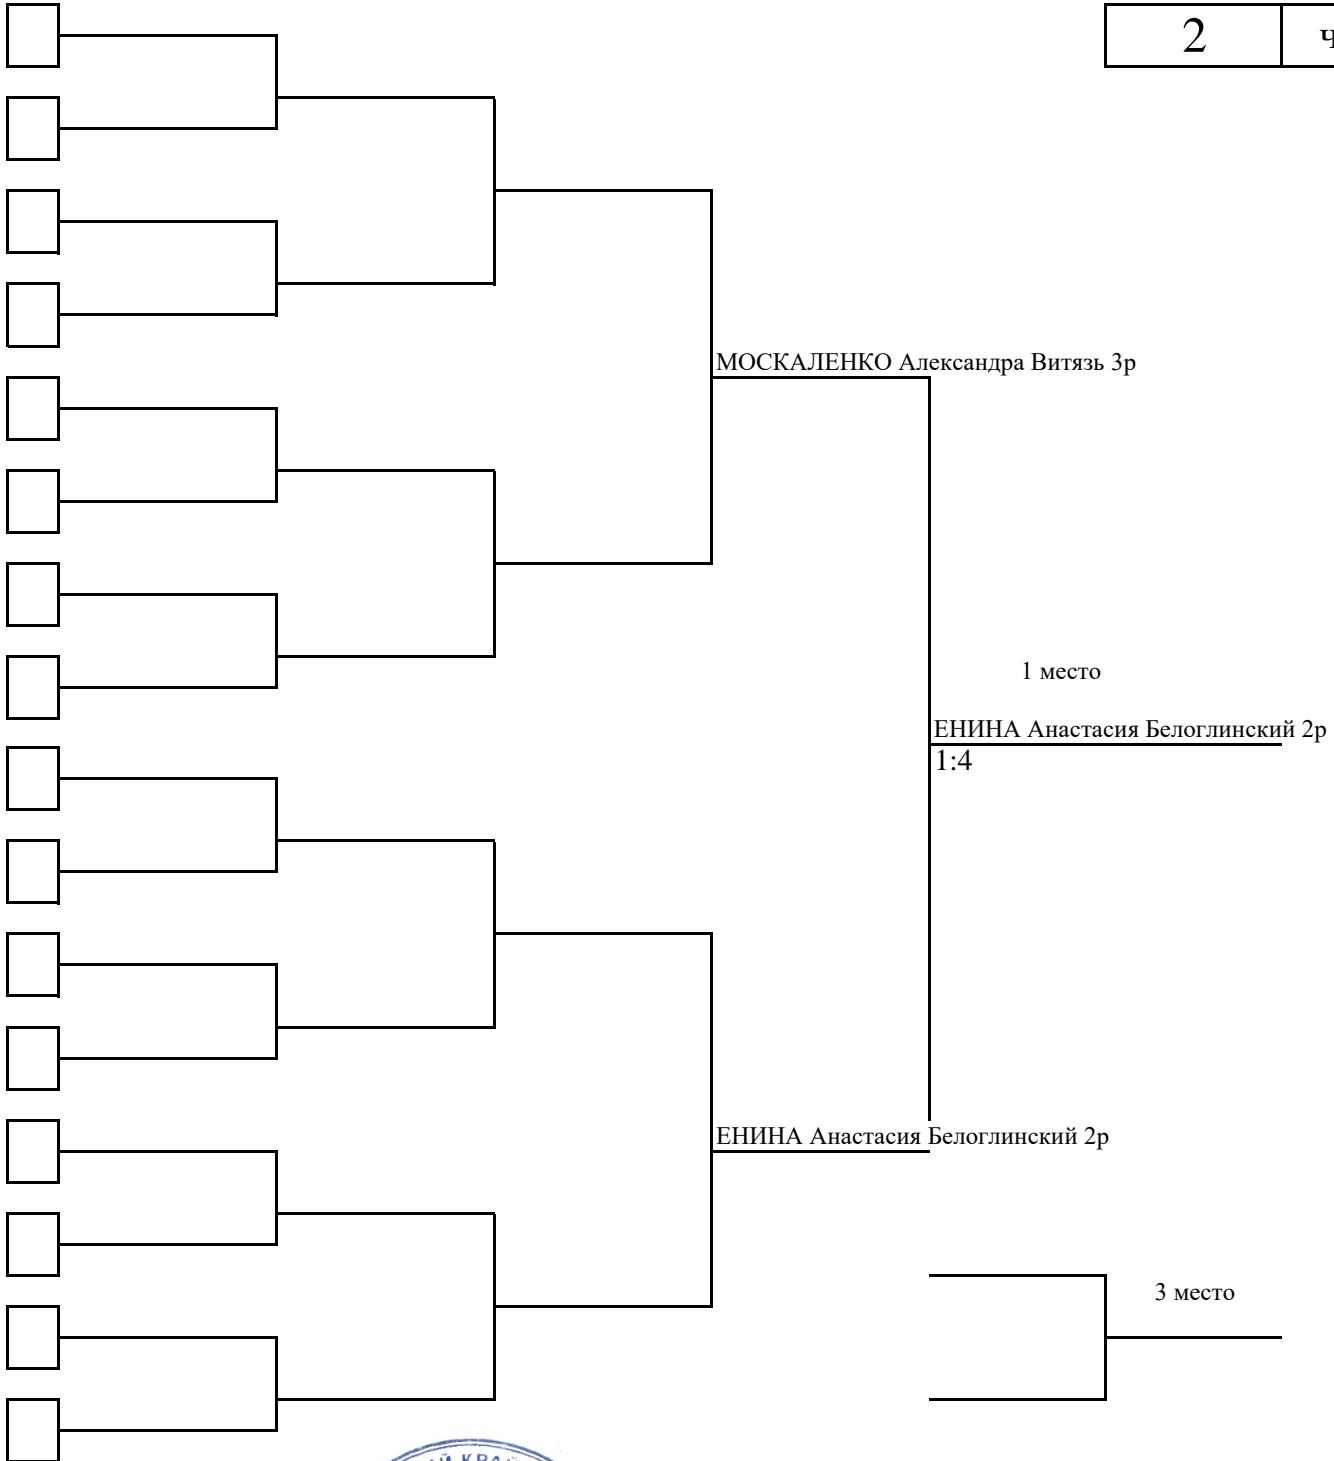 2
МОСКАЛЕНКО Александра Витязь 3р
1 место
ЕНИНА Анастасия Белоглинский 2р
1:4
ЕНИНА Анастасия Белоглинский 2р
3 место